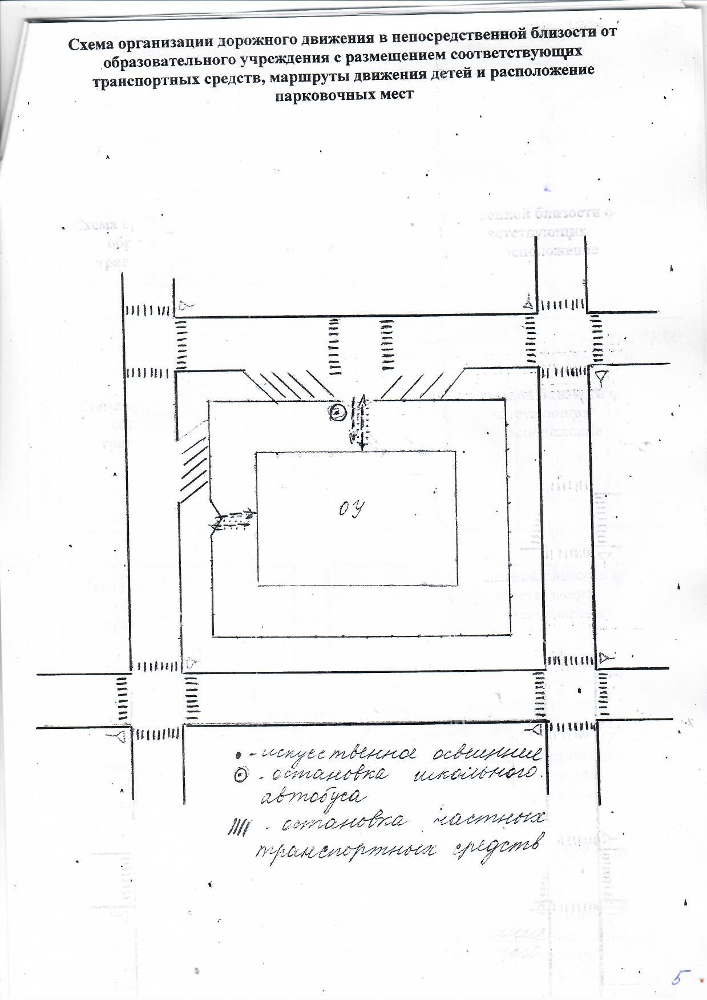 Схема организации дорожного движения в непосредственной близости от
образовательного учреждения с размещением соответствующих
транспортных средств, маршруты движения детей и расположение
парковочных мест
ОУ
- искусственное освещение
- остановка школьного
автобуса
- остановка частных
транспортных средств
5